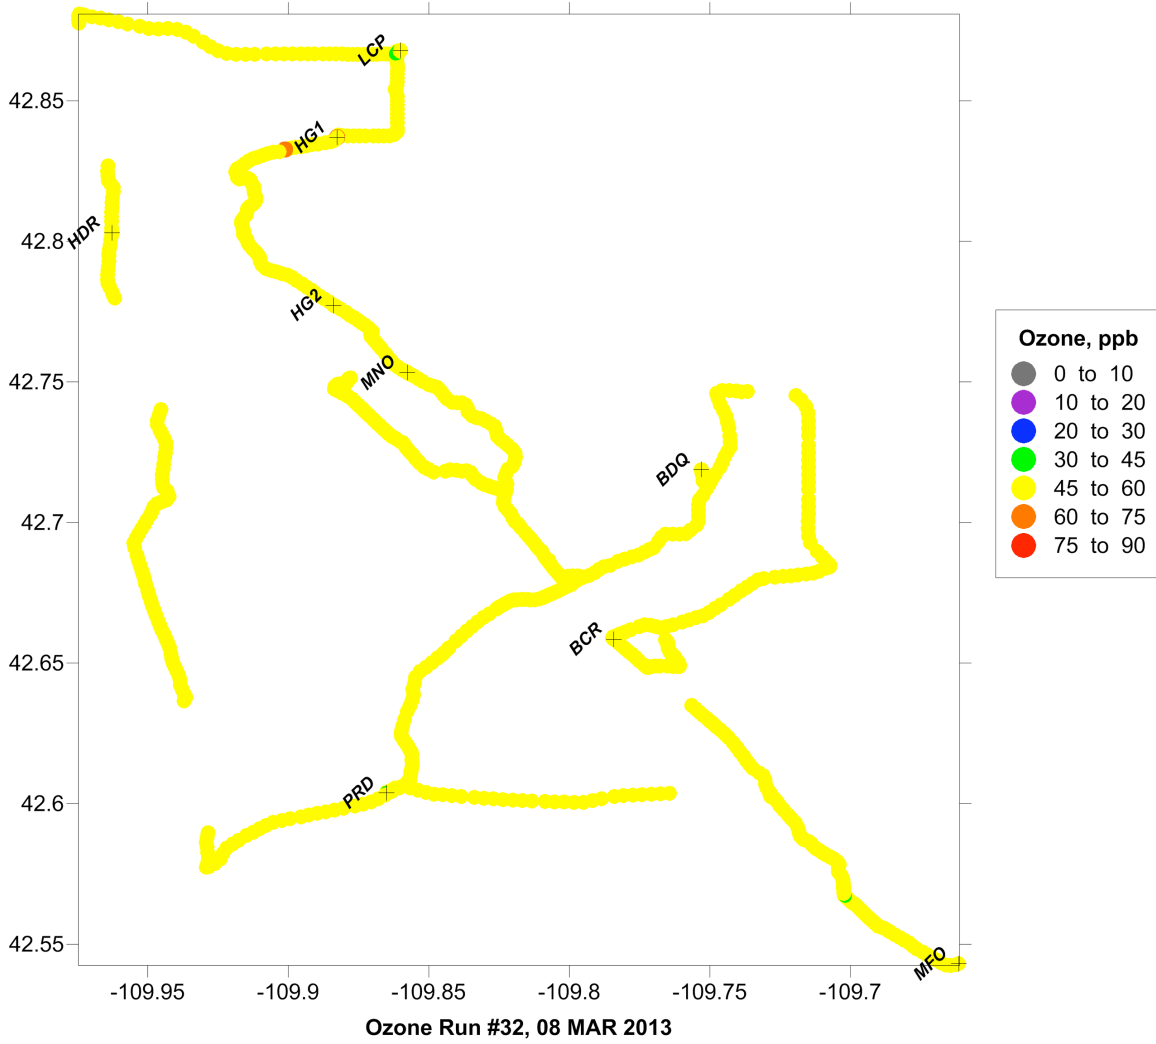 LCP
42.85
HG1
HDR
42.8
HG2
MNO
42.75
BDQ
42.7
BCR
42.65
PRD
42.6
MFO
42.55
-109.95 -109.9 -109.85 -109.8 -109.75 -109.7
Ozone Run #32, 08 MAR 2013
Ozone, ppb
0 to 10
10 to 20
20 to 30
30 to 45
45 to 60
60 to 75
75 to 90